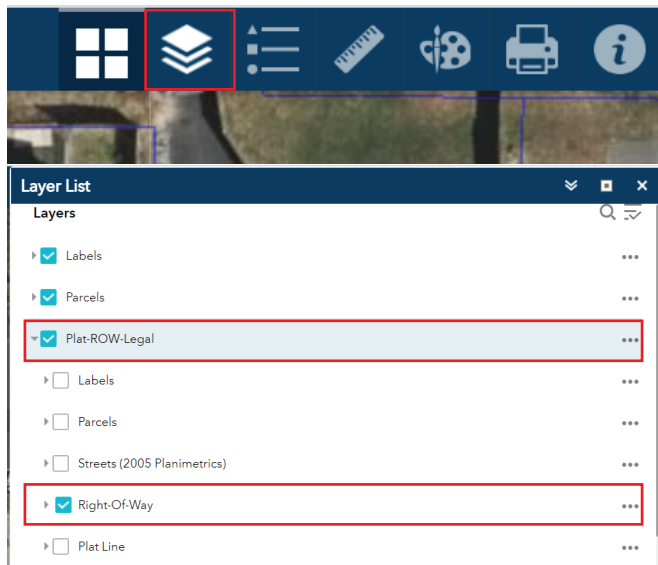 Layer List
Layers
Labels
Parcels
Plat-ROW-Legal
Labels
Parcels
Streets (2005 Planimetrics)
Right-Of-Way
Plat Line